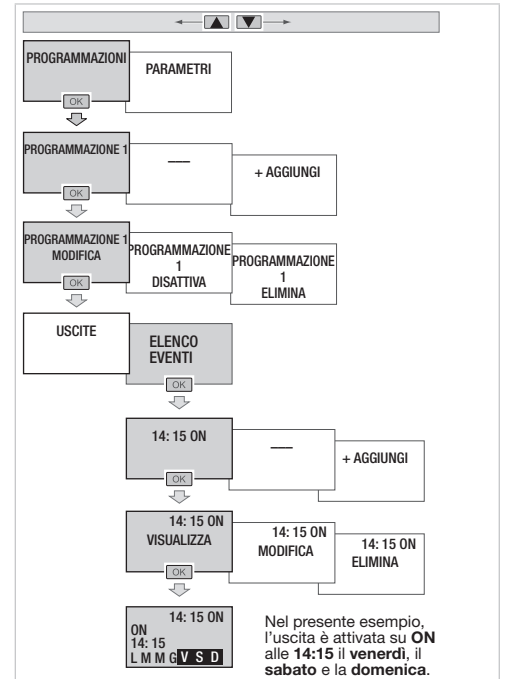 PROGRAMMAZIONI
PARAMETRI
OK
PROGRAMMAZIONE 1
—
+ AGGIUNGI
OK
PROGRAMMAZIONE 1
MODIFICA
PROGRAMMAZIONE
1
DISATTIVA
PROGRAMMAZIONE
1
ELIMINA
OK
USCITE
ELENCO
EVENTI
OK
14: 15 ON
—
+ AGGIUNGI
OK
14: 15 ON
VISUALIZZA
14: 15 ON
MODIFICA
14: 15 ON
ELIMINA
OK
14: 15 ON
ON
14: 15
L M M G V S D
Nel presente esempio,
l'uscita è attivata su ON
alle 14:15 il venerdì, il
sabato e la domenica.